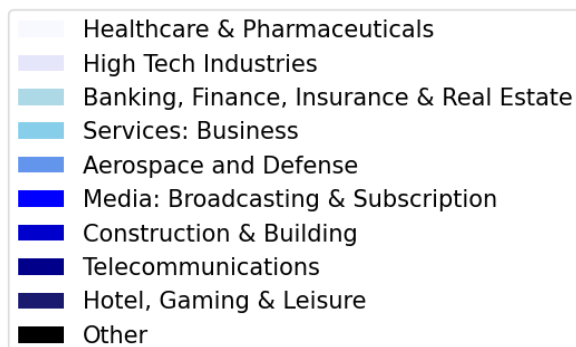 Healthcare & Pharmaceuticals
High Tech Industries
Banking, Finance, Insurance & Real Estate
Services: Business
Aerospace and Defense
Media: Broadcasting & Subscription
Construction & Building
Telecommunications
Hotel, Gaming & Leisure
Other